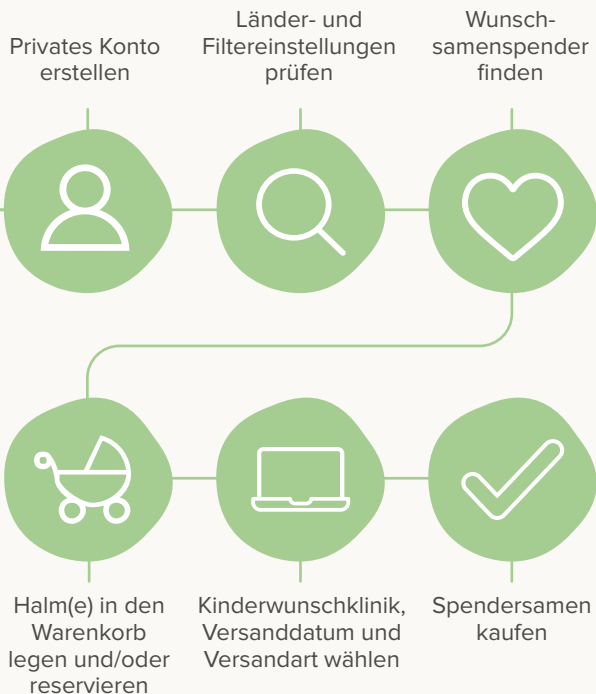 Privates Konto
erstellen
Länder- und
Filtereinstellungen
prüfen
Wunsch-
samenspender
finden
Halm(e) in den
Warenkorb
legen und/oder
reservieren
Kinderwunschklinik,
Versanddatum und
Versandart wählen
Spendersamen
kaufen